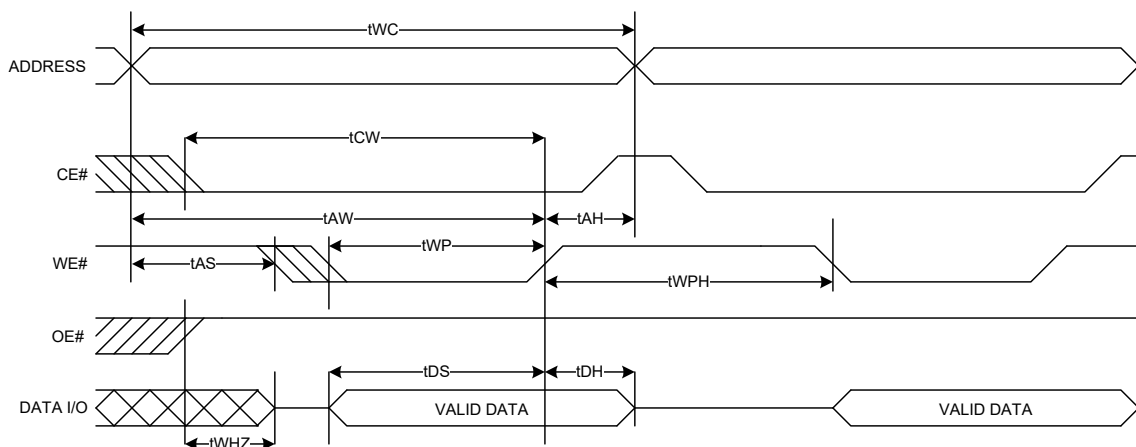 tWC
ADDRESS
tCW
CE#
tAW
tAH
tWP
WE#
tAS
tWPH
OE#
tDS
tDH
DATA I/O
VALID DATA
VALID DATA
tWHZ